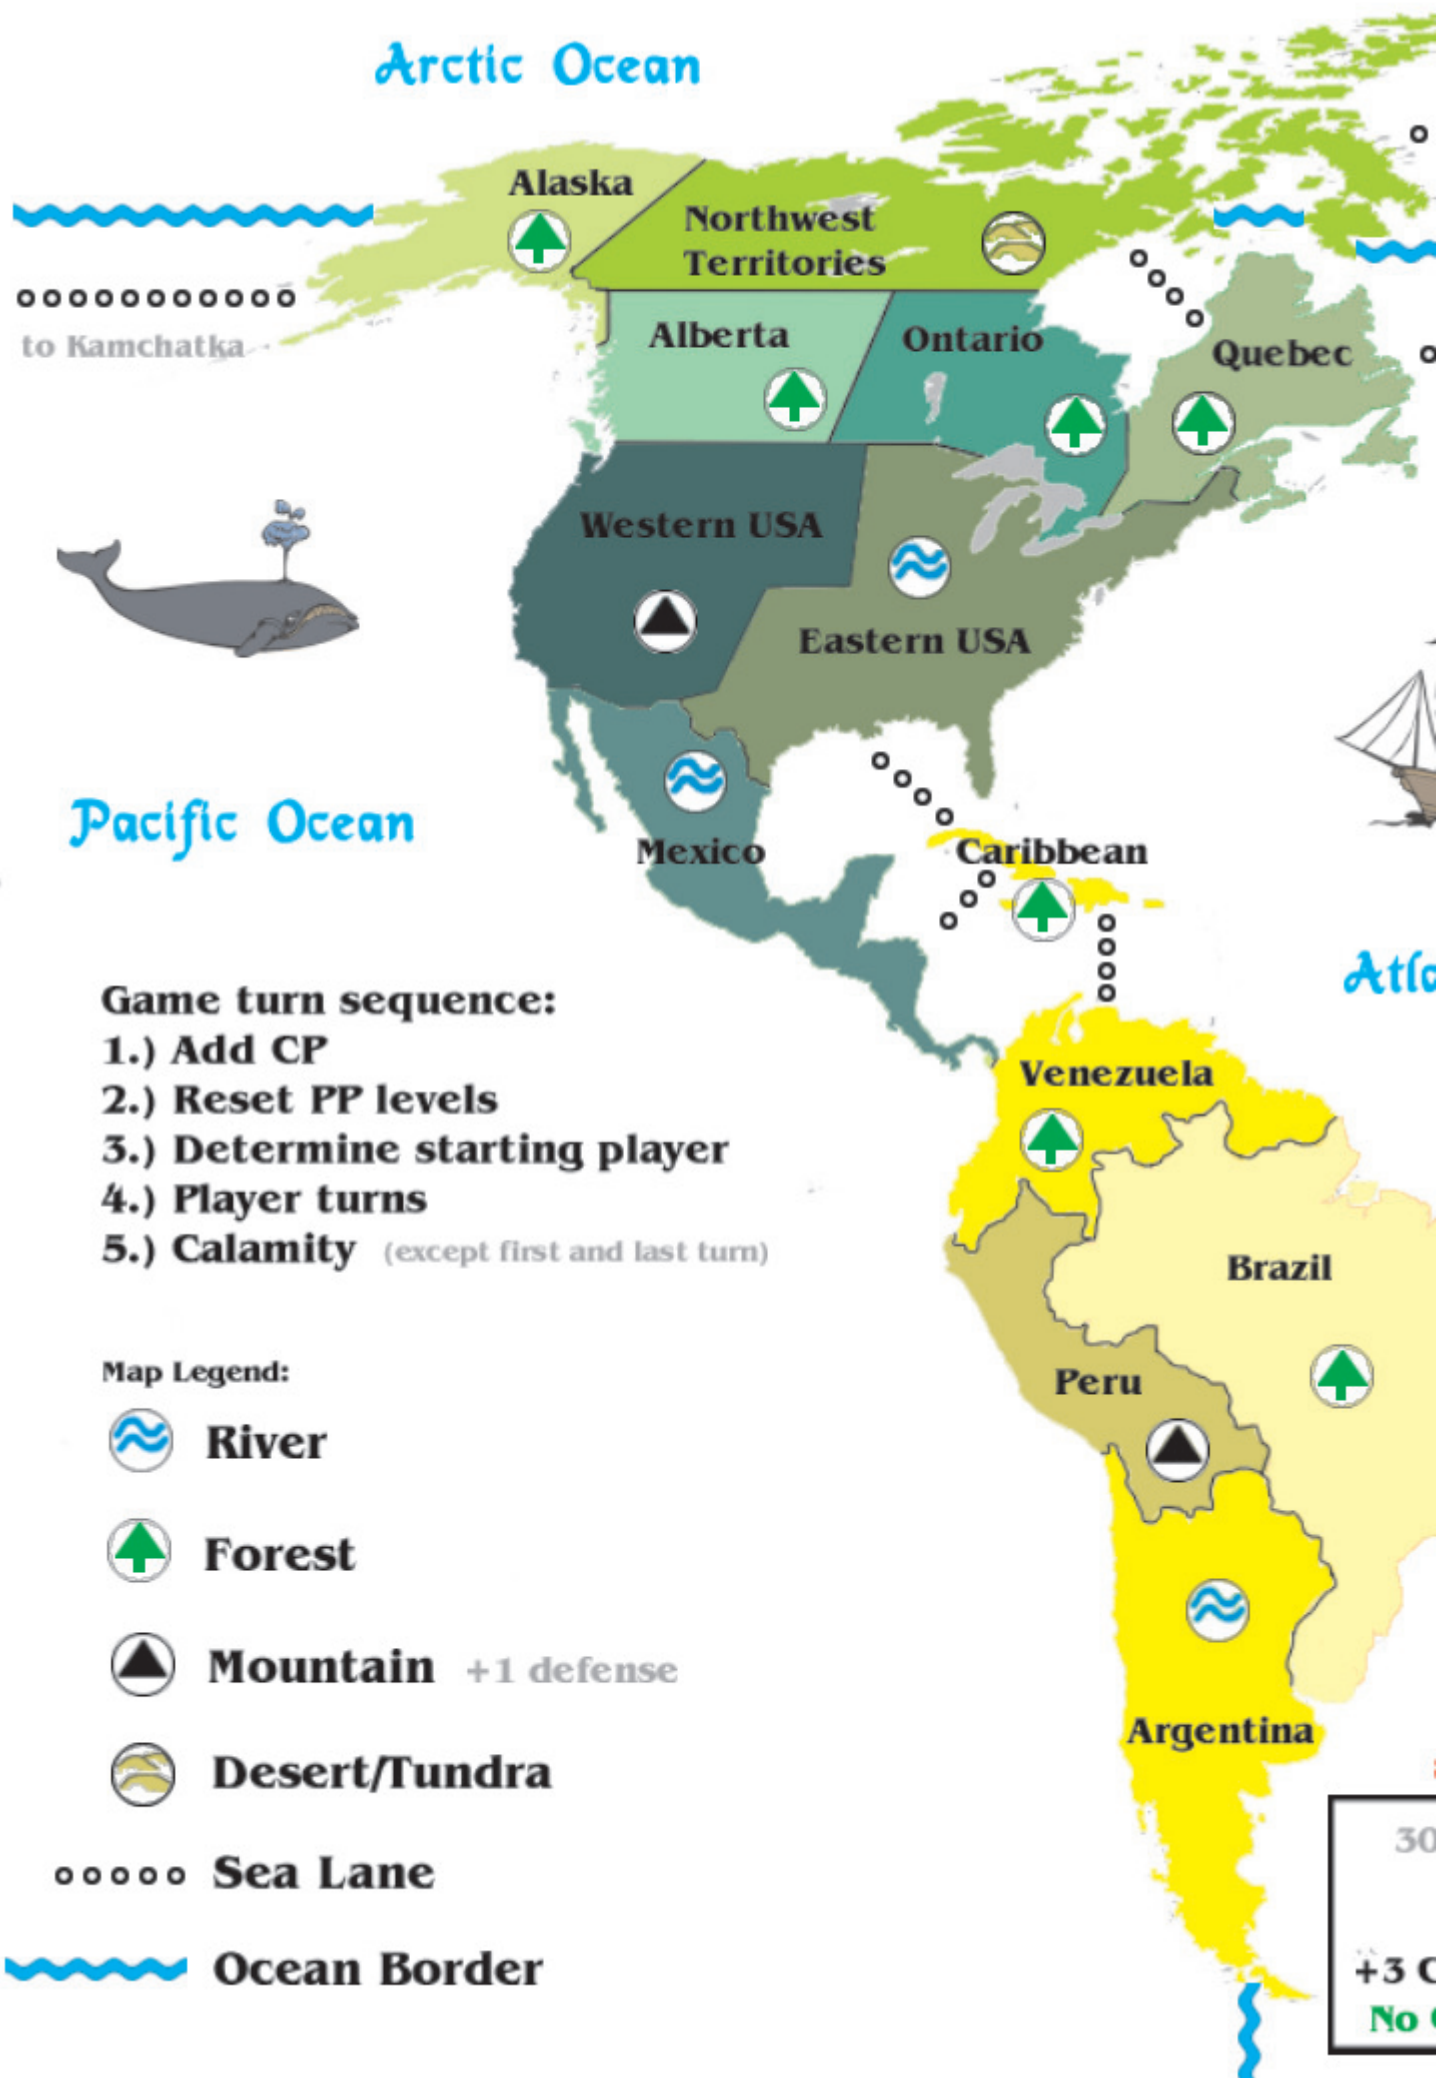 Arctic Ocean
Alaska
Northwest
Territories
to Kamchatka
Alberta
Ontario
Quebec
Western USA
Eastern USA
Pacific Ocean
Mexico
Caribbean
Game turn sequence:
1.) Add CP
2.) Reset PP levels
3.) Determine starting player
4.) Player turns
5.) Calamity (except first and last turn)
Venezuela
Brazil
Peru
Map Legend:
River
Forest
Mountain +1 defense
Desert/Tundra
Sea Lane
Ocean Border
Argentina
30
+3
No